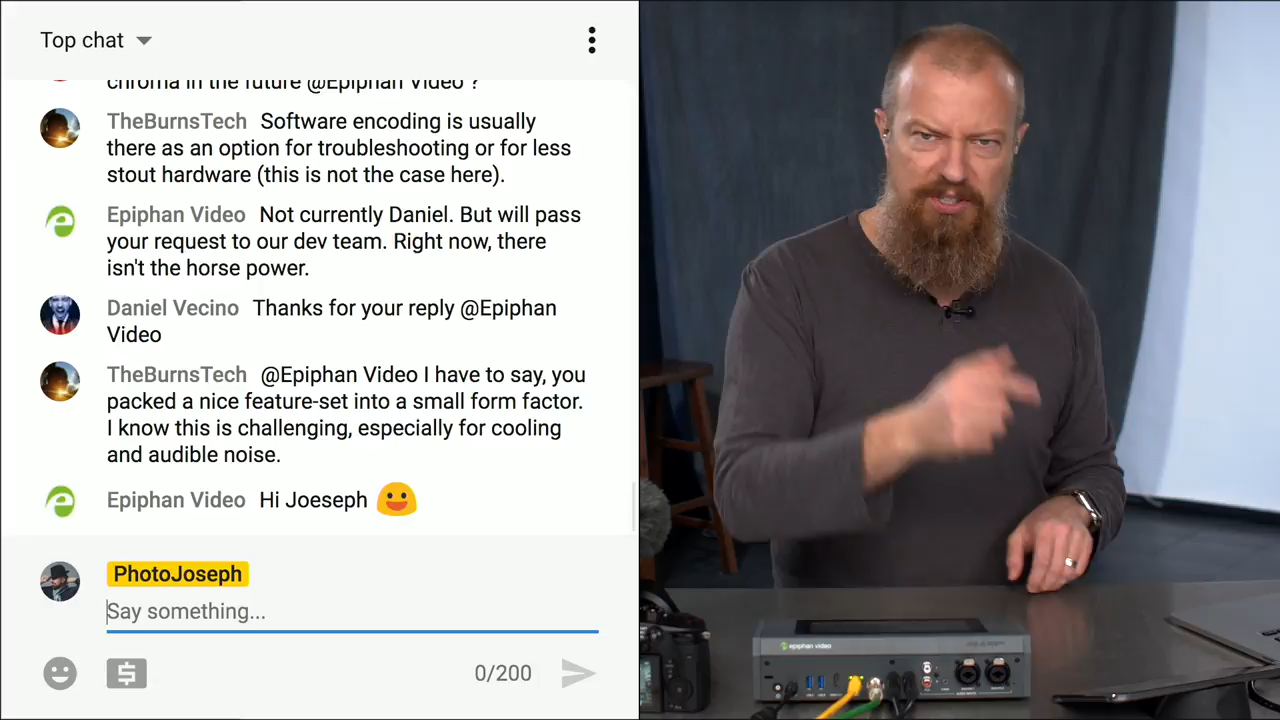 Top chat
chroma in the future @Epiphan Video ?
TheBurnsTech Software encoding is usually
there as an option for troubleshooting or for less
stout hardware (this is not the case here).
Epiphan Video Not currently Daniel. But will pass
your request to our dev team. Right now, there
isn't the horse power.
Daniel Vecino Thanks for your reply @Epiphan
Video
TheBurnsTech @Epiphan Video I have to say, you
packed a nice feature-set into a small form factor.
I know this is challenging, especially for cooling
and audible noise.
Epiphan Video Hi Joeseph
PhotoJoseph
Say something...
0/200
epiphan video